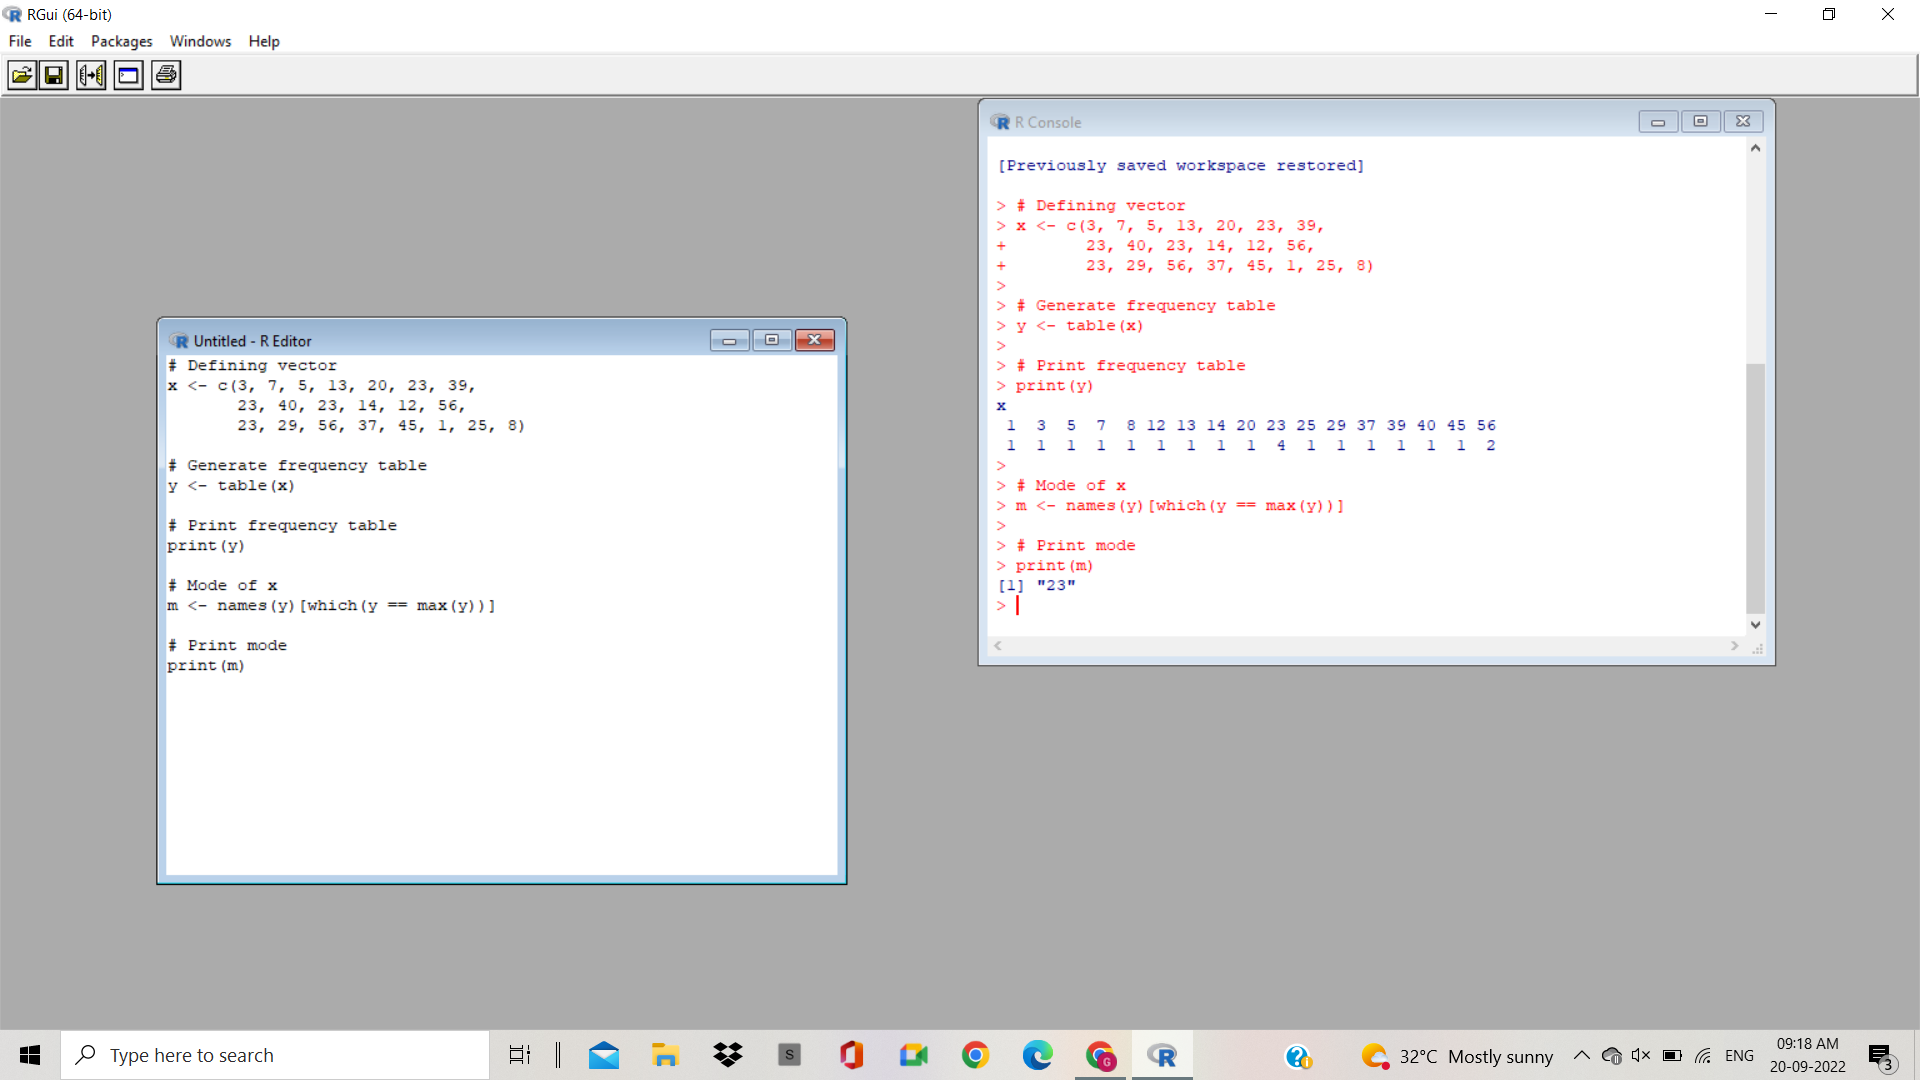 RGui (64-bit)
File Edit Packages Windows Help
R Console
[Previously saved workspace restored]
> # Defining vector
> x <- c(3, 7, 5, 13, 20, 23, 39,
+        23, 40, 23, 14, 12, 56,
+        23, 29, 56, 37, 45, 1, 25, 8)
>
> # Generate frequency table
> y <- table(x)
>
> # Print frequency table
> print(y)
x
 1  3  5  7  8 12 13 14 20 23 25 29 37 39 40 45 56
 1  1  1  1  1  1  1  1  1  4  1  1  1  1  1  1  2
>
> # Mode of x
> m <- names(y)[which(y == max(y))]
>
> # Print mode
> print(m)
[1] "23"
>
Untitled - R Editor
# Defining vector
x <- c(3, 7, 5, 13, 20, 23, 39,
       23, 40, 23, 14, 12, 56,
       23, 29, 56, 37, 45, 1, 25, 8)
# Generate frequency table
y <- table(x)
# Print frequency table
print(y)
# Mode of x
m <- names(y)[which(y == max(y))]
# Print mode
print(m)
Type here to search
S
G
32°C Mostly sunny
ENG
09:18 AM
20-09-2022
3